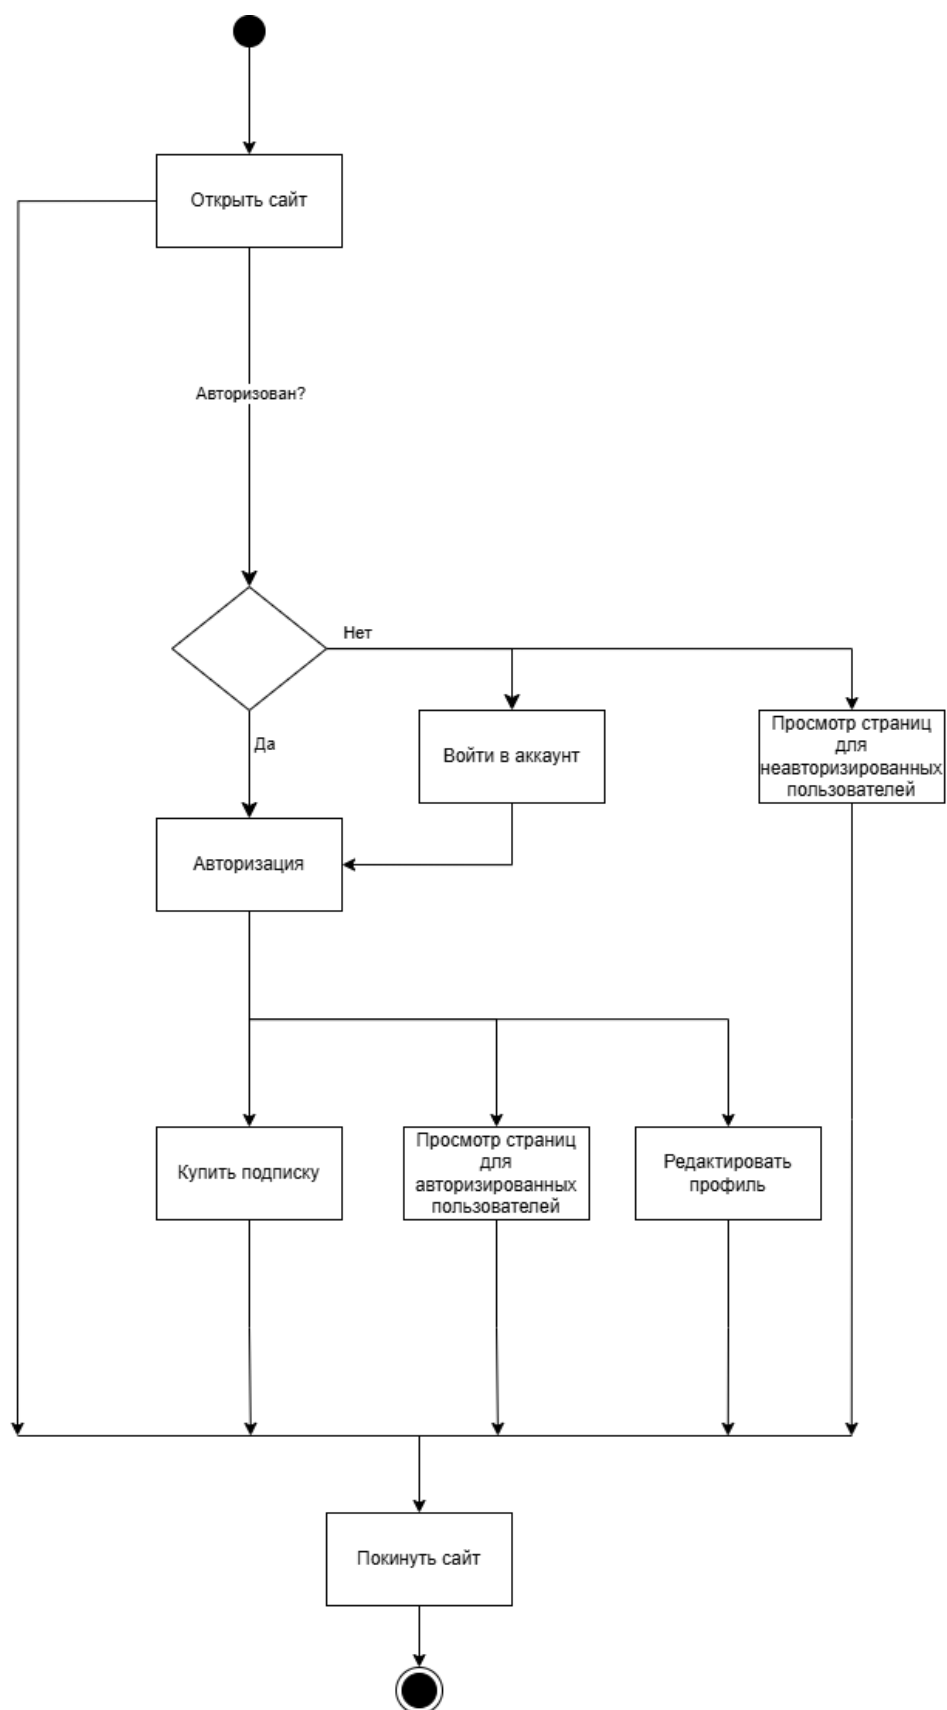 Открыть сайт
Авторизован?
Нет
Да
Войти в аккаунт
Просмотр страниц
для
неавторизированных
пользователей
Авторизация
Купить подписку
Просмотр страниц
для
авторизированных
пользователей
Редактировать
профиль
Покинуть сайт